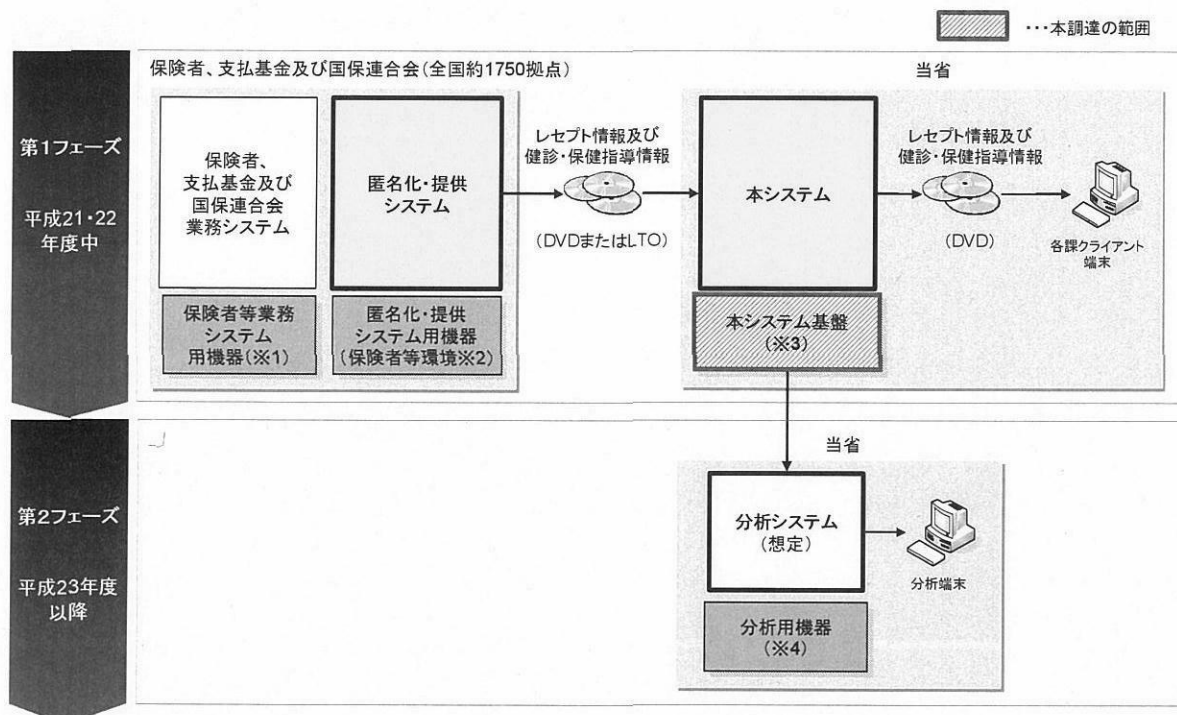 …本調達の範囲
第1フェーズ
平成21・22
年度中
保険者、支払基金及び国保連合会(全国約1750拠点)
保険者、
支払基金及び
国保連合会
業務システム
保険者等業務
システム
用機器(※1)
匿名化・提供
システム
匿名化・提供
システム用機器
(保険者等環境※2)
レセプト情報及び
健診・保健指導情報
(DVDまたはLTO)
当省
本システム
本システム基盤
(※3)
レセプト情報及び
健診・保健指導情報
(DVD)
各課クライアント
端末
第2フェーズ
平成23年度
以降
当省
分析システム
(想定)
分析用機器
(※4)
分析端末